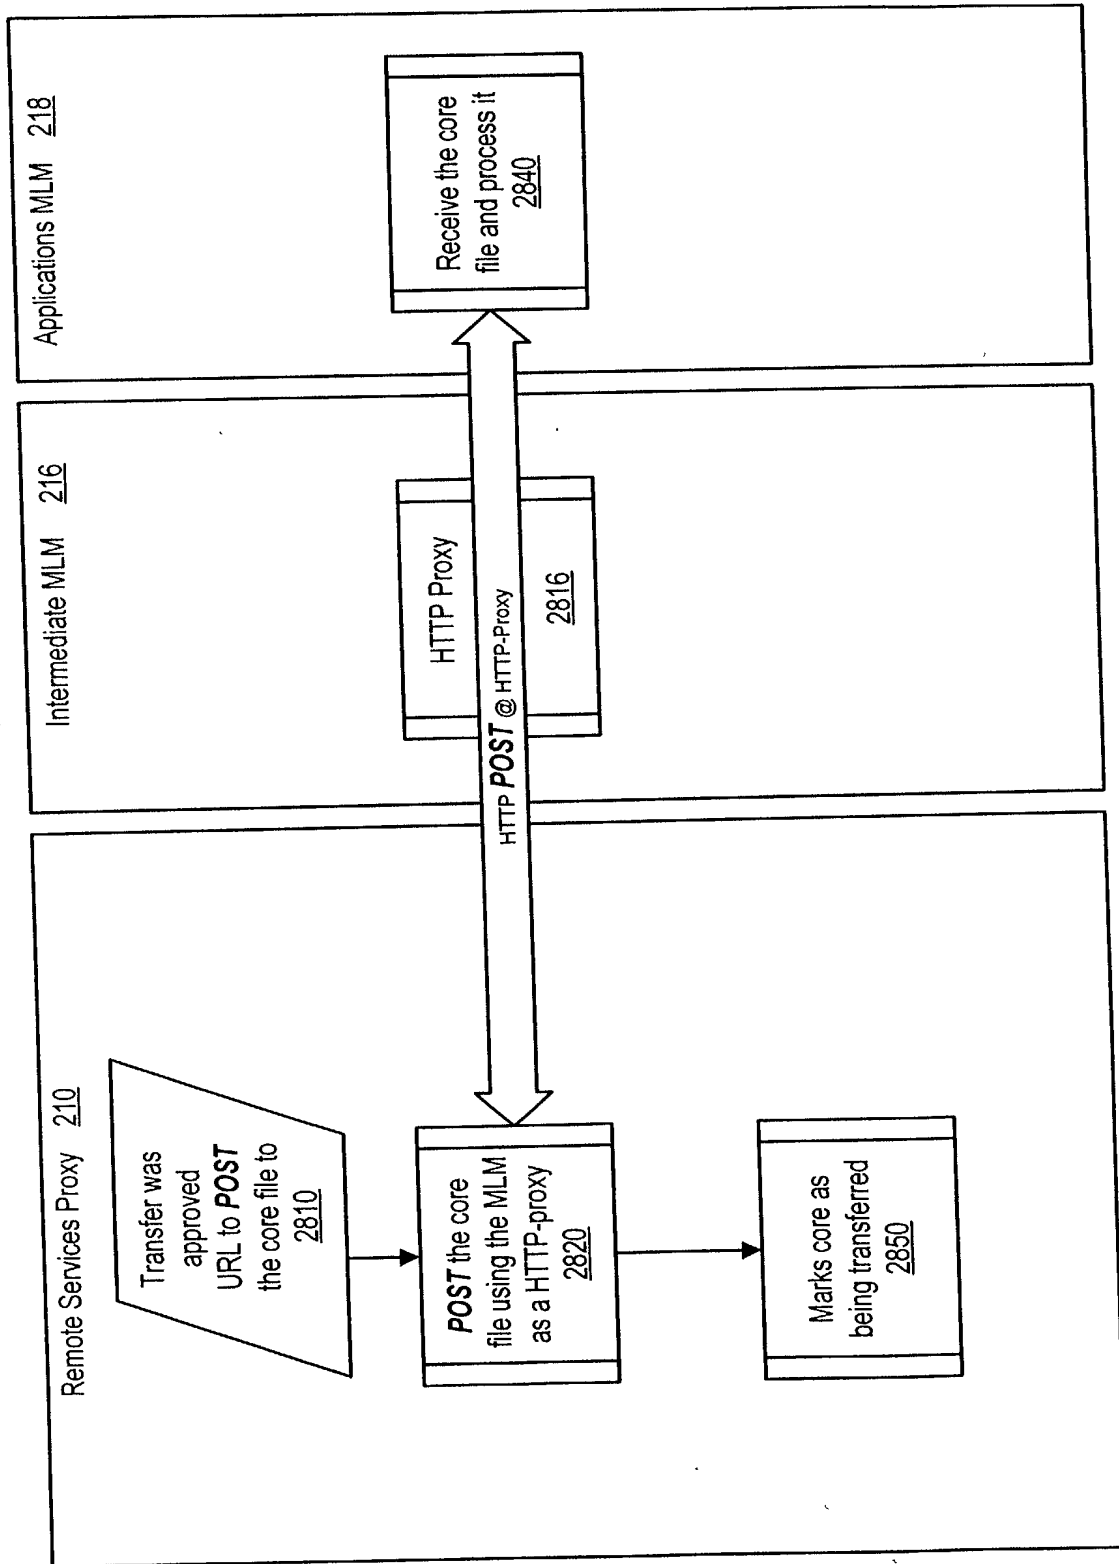 Remote Services Proxy 210
Transfer was
approved
URL to POST
the core file to
2810
POST the core
file using the MLM
as a HTTP-proxy
2820
Marks core as
being transferred
2850
Intermediate MLM 216
HTTP Proxy
HTTP POST @ HTTP-Proxy
2816
Applications MLM 218
Receive the core
file and process it
2840